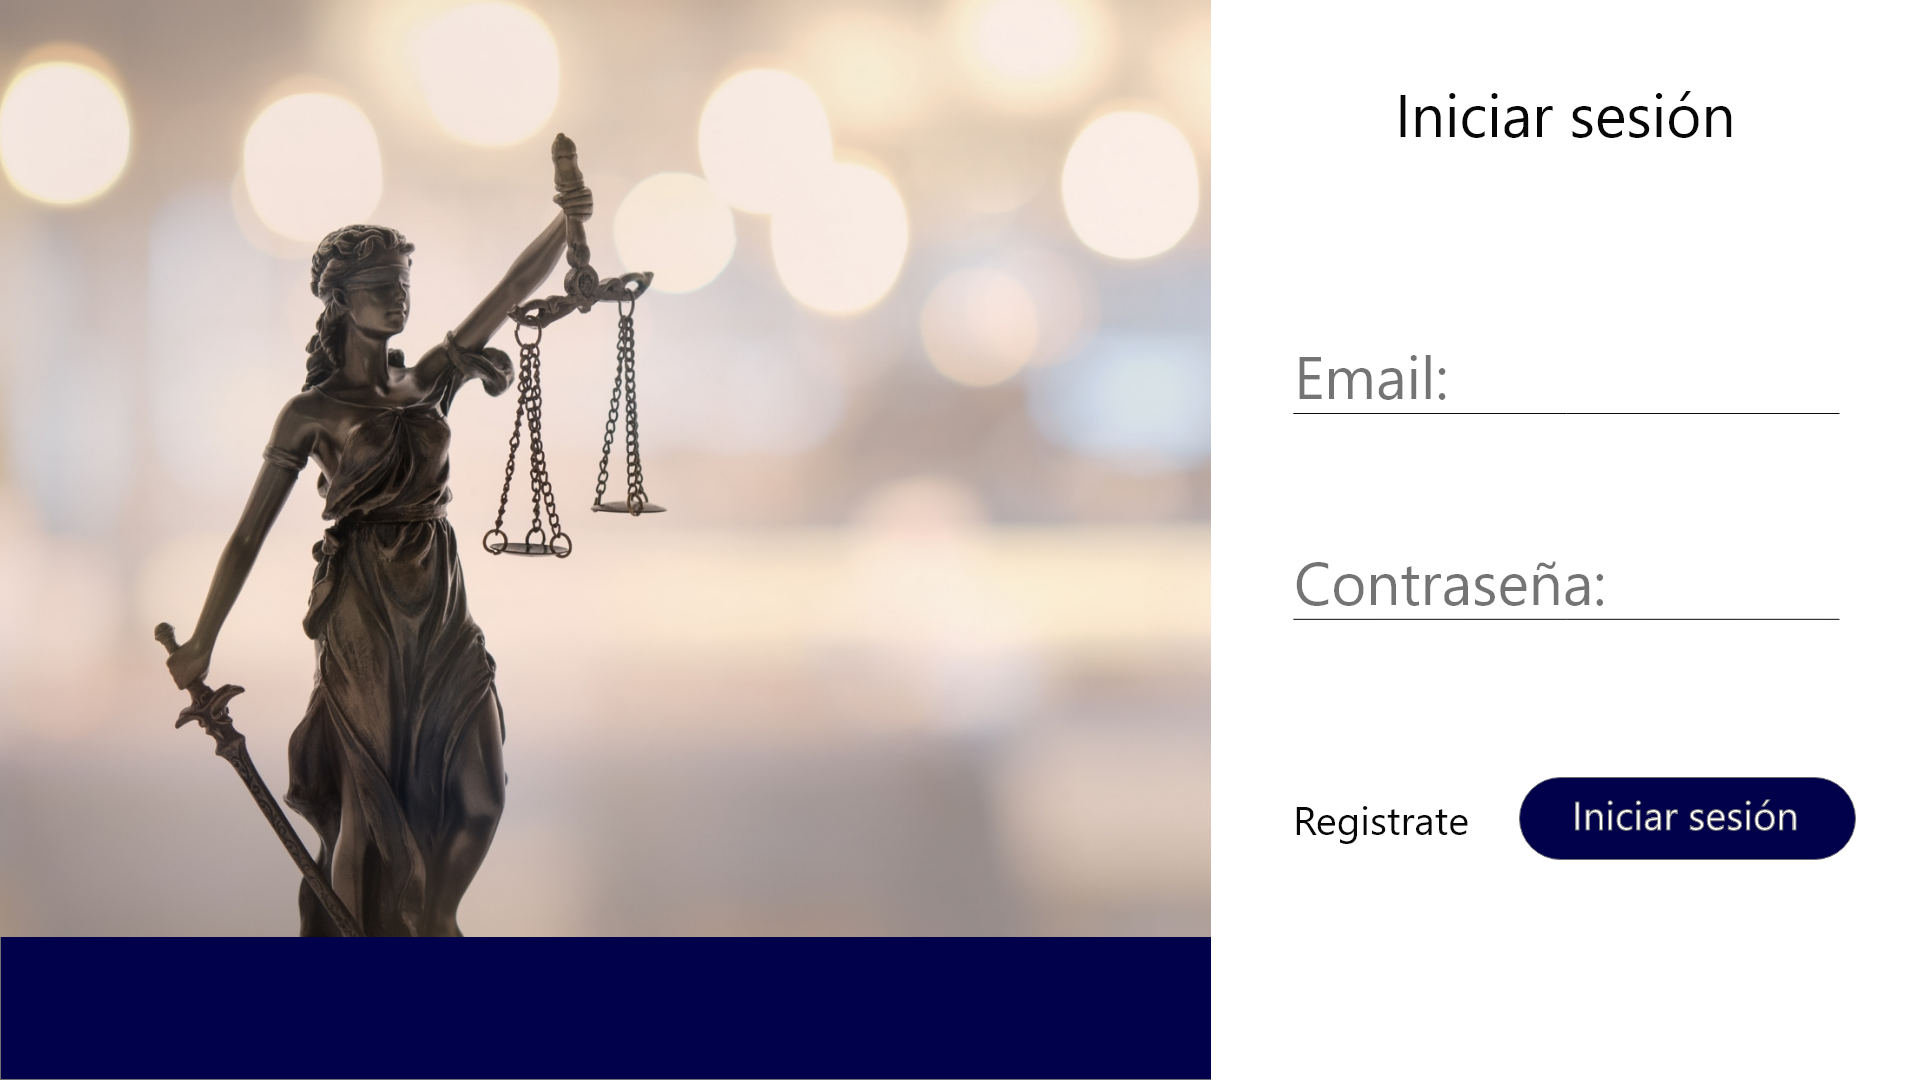 Iniciar sesión
Email:
Contraseña:
Registrate
Iniciar sesión